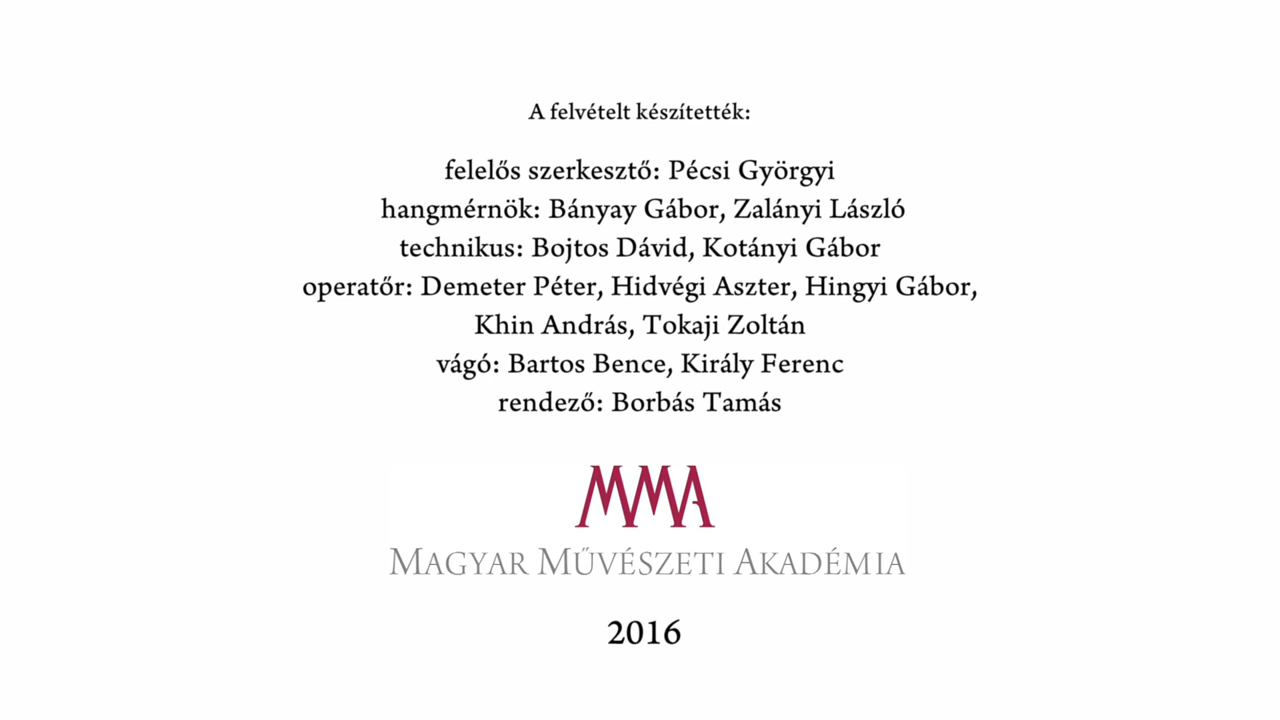 A felvételt készítették:
felelős szerkesztő: Pécsi Györgyi
hangmérnök: Bányay Gábor, Zalányi László
technikus: Bojtos Dávid, Kotányi Gábor
operatőr: Demeter Péter, Hidvégi Aszter, Hingyi Gábor,
Khin András, Tokaji Zoltán
vágó: Bartos Bence, Király Ferenc
rendező: Borbás Tamás
MMA
MAGYAR MŰVÉSZETI AKADÉMIA
2016